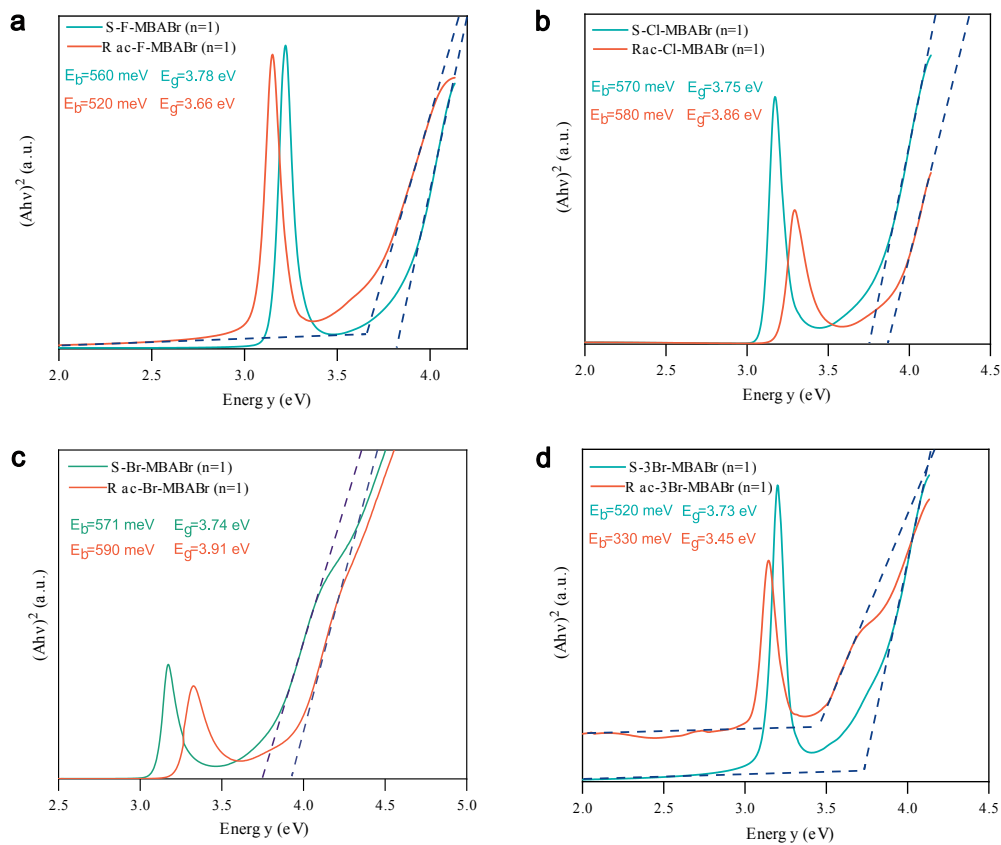 a
S-F-MBABr (n=1)
R ac-F-MBABr (n=1)
Eb=560 meV Eg=3.78 eV
Eb=520 meV Eg=3.66 eV
(Ahν)2 (a.u.)
2.0 2.5 3.0 3.5 4.0
Energ y (eV)
b
S-Cl-MBABr (n=1)
Rac-Cl-MBABr (n=1)
Eb=570 meV Eg=3.75 eV
Eb=580 meV Eg=3.86 eV
(Ahν)2 (a.u.)
2.0 2.5 3.0 3.5 4.0 4.5
Energ y (eV)
c
S-Br-MBABr (n=1)
R ac-Br-MBABr (n=1)
Eb=571 meV Eg=3.74 eV
Eb=590 meV Eg=3.91 eV
(Ahν)2 (a.u.)
2.5 3.0 3.5 4.0 4.5 5.0
Energ y (eV)
d
S-3Br-MBABr (n=1)
R ac-3Br-MBABr (n=1)
Eb=520 meV Eg=3.73 eV
Eb=330 meV Eg=3.45 eV
(Ahν)2 (a.u.)
2.0 2.5 3.0 3.5 4.0 4.5
Energ y (eV)